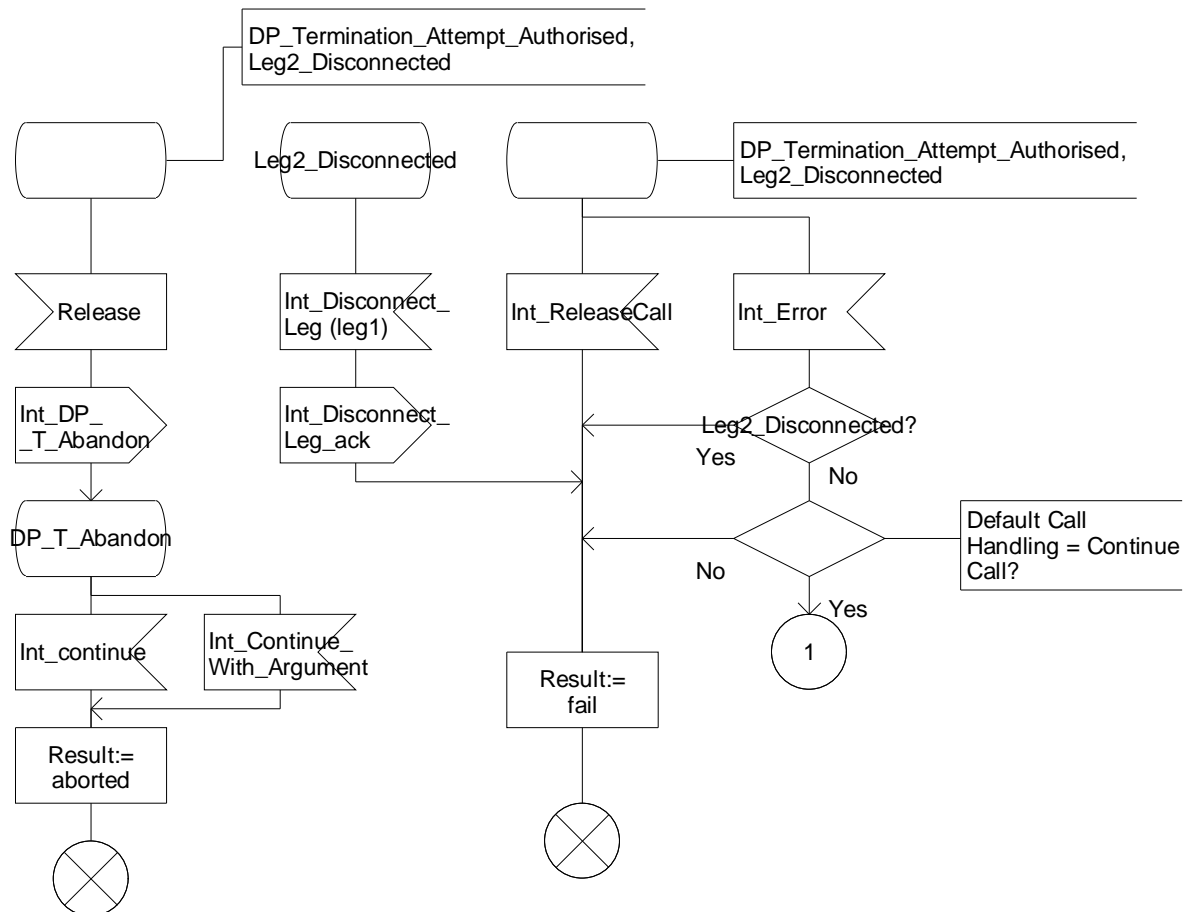 DP_Termination_Attempt_Authorised,
Leg2_Disconnected
Leg2_Disconnected
DP_Termination_Attempt_Authorised,
Leg2_Disconnected
Release
Int_Disconnect_
Leg (leg1)
Int_ReleaseCall
Int_Error
Int_DP_
_T_Abandon
Int_Disconnect_
Leg_ack
Leg2_Disconnected?
Yes
No
DP_T_Abandon
Default Call
Handling = Continue
Call?
No
Yes
Int_continue
Int_Continue_
With_Argument
1
Result:=
fail
Result:=
aborted